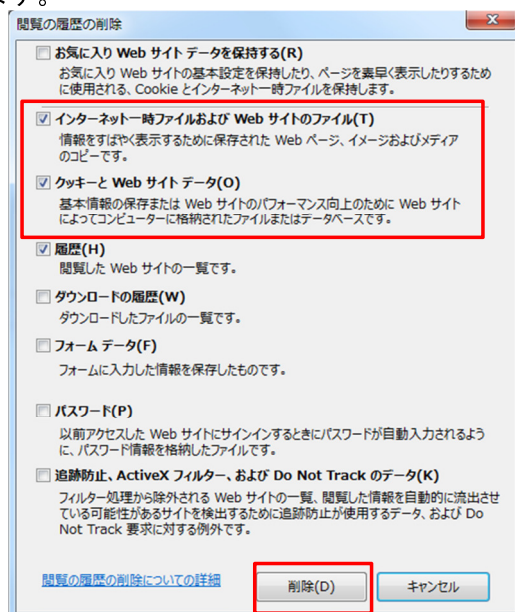 す。
閲覧の履歴の削除
お気に入り Web サイト データを保持する(R)
お気に入り Web サイトの基本設定を保持したり、ページを素早く表示したりするため
に使用される、Cookie とインターネット一時ファイルを保持します。
インターネット一時ファイルおよび Web サイトのファイル(T)
情報をすばやく表示するために保存された Web ページ、イメージおよびメディア
のコピーです。
クッキーと Web サイト データ(O)
基本情報の保存または Web サイトのパフォーマンス向上のために Web サイト
によってコンピューターに格納されたファイルまたはデータベースです。
履歴(H)
閲覧した Web サイトの一覧です。
ダウンロードの履歴(W)
ダウンロードしたファイルの一覧です。
フォーム データ(F)
フォームに入力した情報を保存したものです。
パスワード(P)
以前アクセスした Web サイトにサインインするときにパスワードが自動入力されるよう
に、パスワード情報を格納したファイルです。
追跡防止、ActiveX フィルター、および Do Not Track のデータ(K)
フィルター処理から除外される Web サイトの一覧、閲覧した情報を自動的に流出させ
ている可能性があるサイトを検出するために追跡防止が使用するデータ、および Do
Not Track 要求に対する例外です。
閲覧の履歴の削除についての詳細
削除(D)
キャンセル